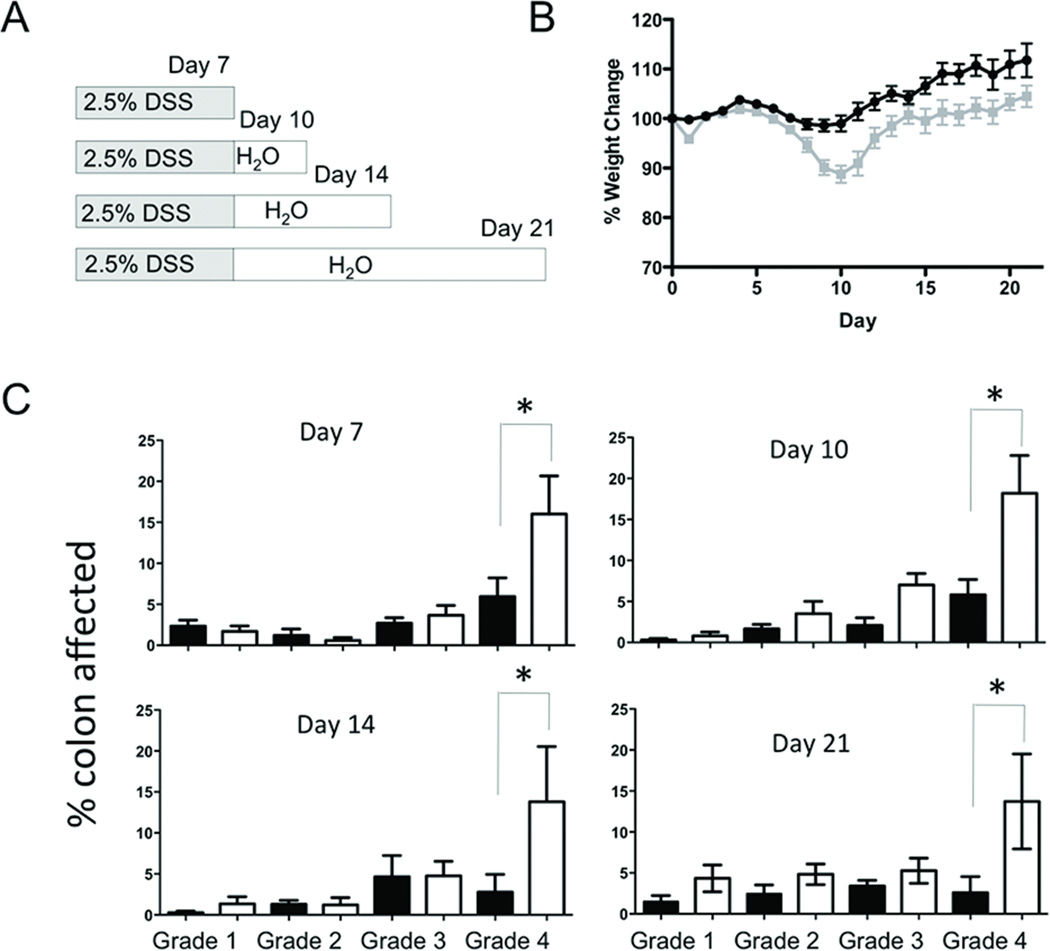 A
Day 7
2.5% DSS
Day 10
2.5% DSS
H2O
Day 14
2.5% DSS
H2O
Day 21
2.5% DSS
H2O
B
% Weight Change
120
110
100
90
80
70
0
5
10
15
20
Day
C
% colon affected
Day 7
*
25
20
15
10
5
0
Day 10
*
25
20
15
10
5
0
Day 14
*
25
20
15
10
5
0
Grade 1 Grade 2 Grade 3 Grade 4
Day 21
*
25
20
15
10
5
0
Grade 1 Grade 2 Grade 3 Grade 4